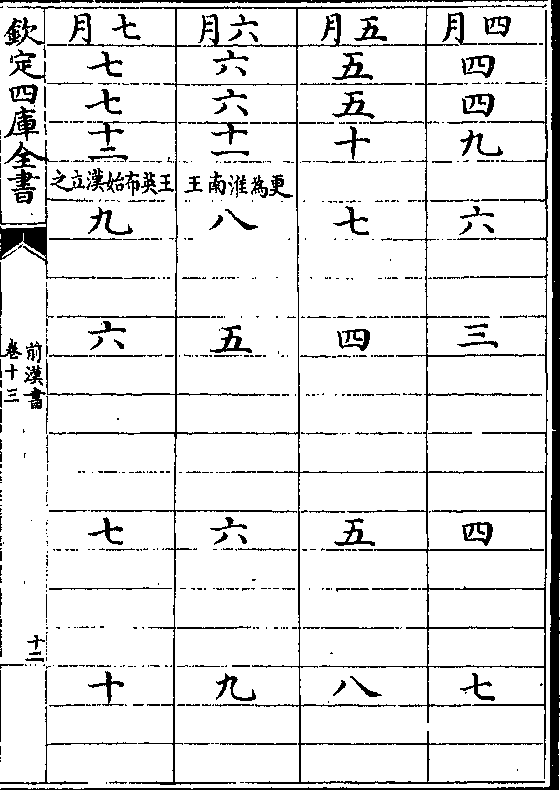 四月
四
四
九
六
三
四
七
五月
五
五
十
七
四
五
八
六月
六
六
十一
更為淮南王
八
五
六
九
七月
七
七
十二
王英布始漢立之
九
六
七
十
欽定四庫全書
前漢書
卷十三
十二